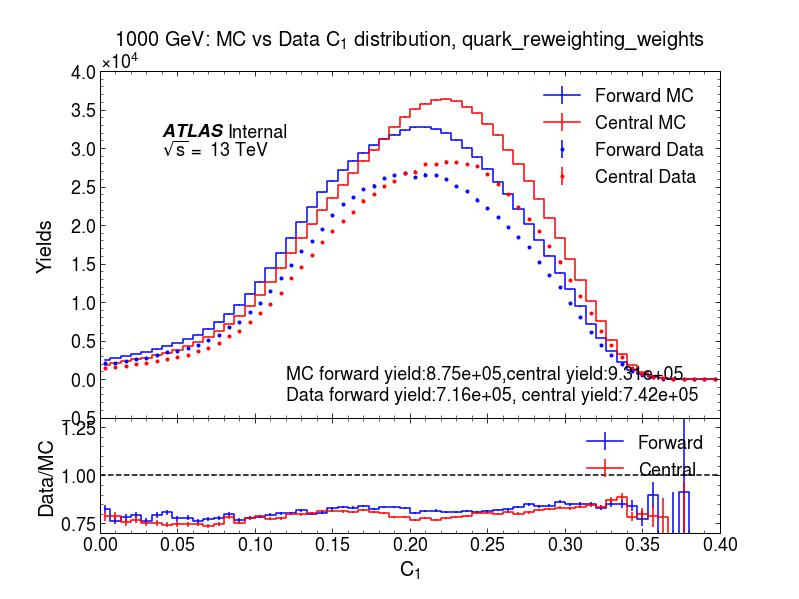 1000 GeV: MC vs Data C1 distribution, quark_reweighting_weights
×10⁴
4.0
3.5
3.0
2.5
2.0
1.5
1.0
0.5
0.0
0.5
Yields
ATLAS Internal
√s = 13 TeV
Forward MC
Central MC
Forward Data
Central Data
MC forward yield:8.75e+05,central yield:9.31e+05
Data forward yield:7.16e+05, central yield:7.42e+05
1.25
1.00
0.75
Data/MC
Forward
Central
0.00 0.05 0.10 0.15 0.20 0.25 0.30 0.35 0.40
C1